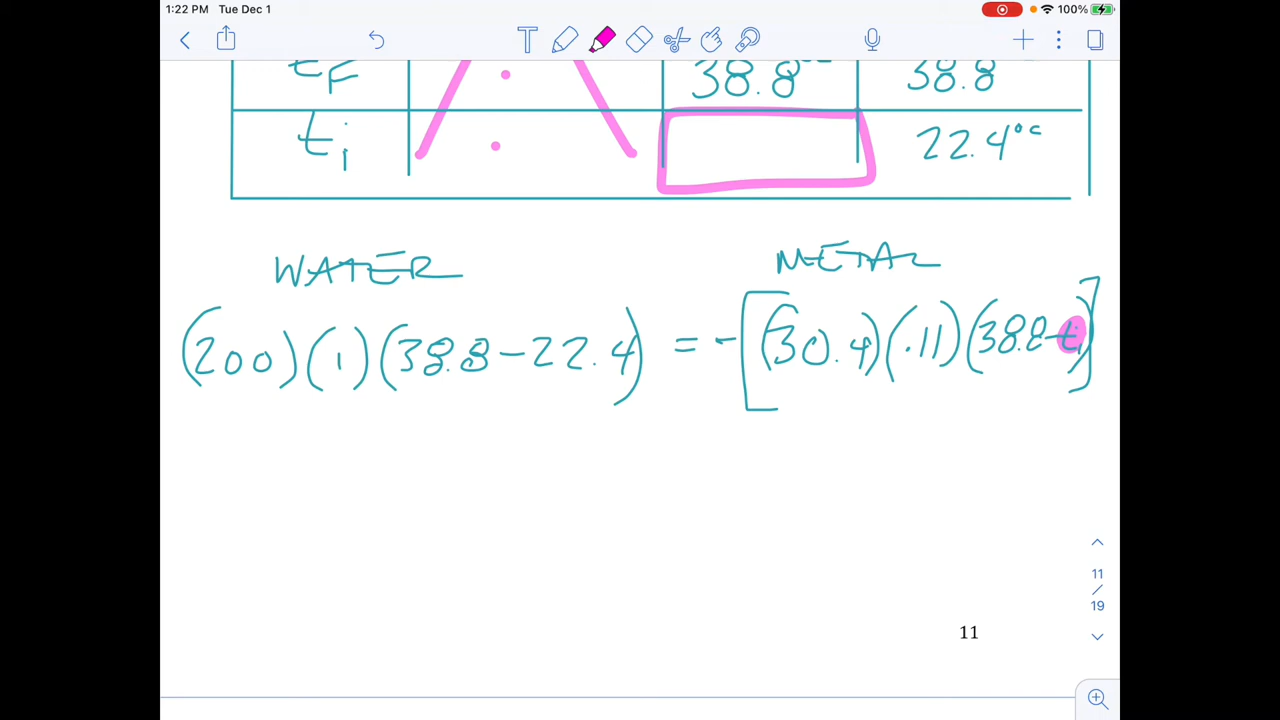 1:22 PM Tue Dec 1 100%
T
tF 38.8°C 38.8
ti 22.4°C
WATER METAL
(200)(1)(38.8-22.4) = -[(30.4)(.11)(38.8-ti)]
11
/
19
11